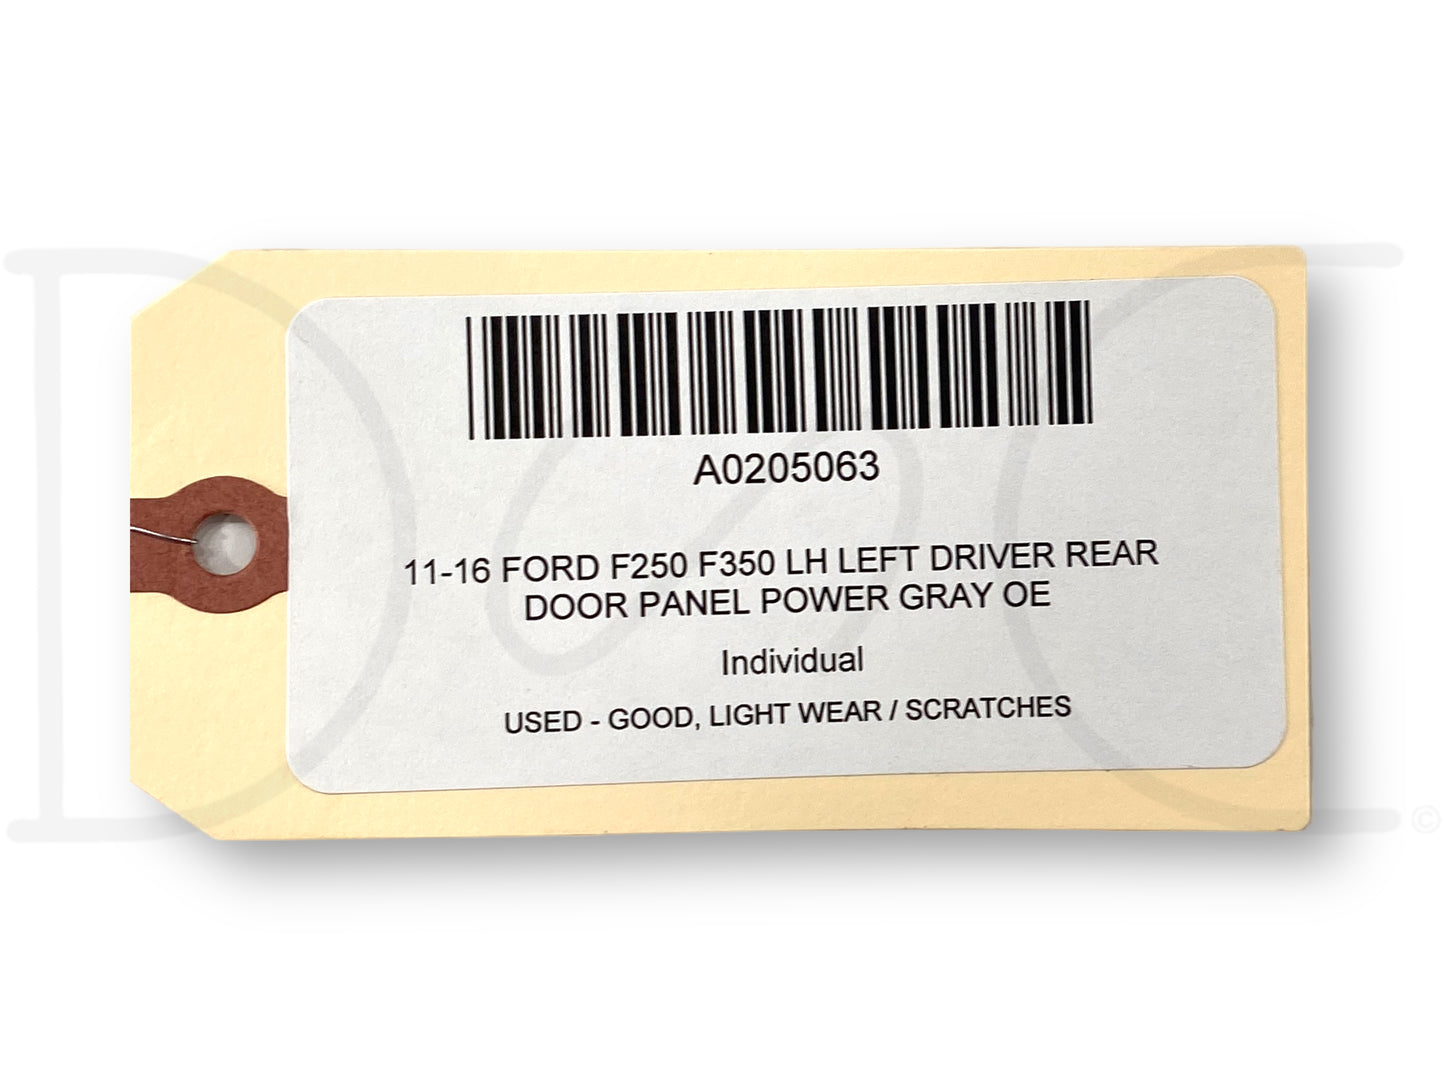 A0205063
11-16 FORD F250 F350 LH LEFT DRIVER REAR
DOOR PANEL POWER GRAY OE
Individual
USED - GOOD, LIGHT WEAR / SCRATCHES
©